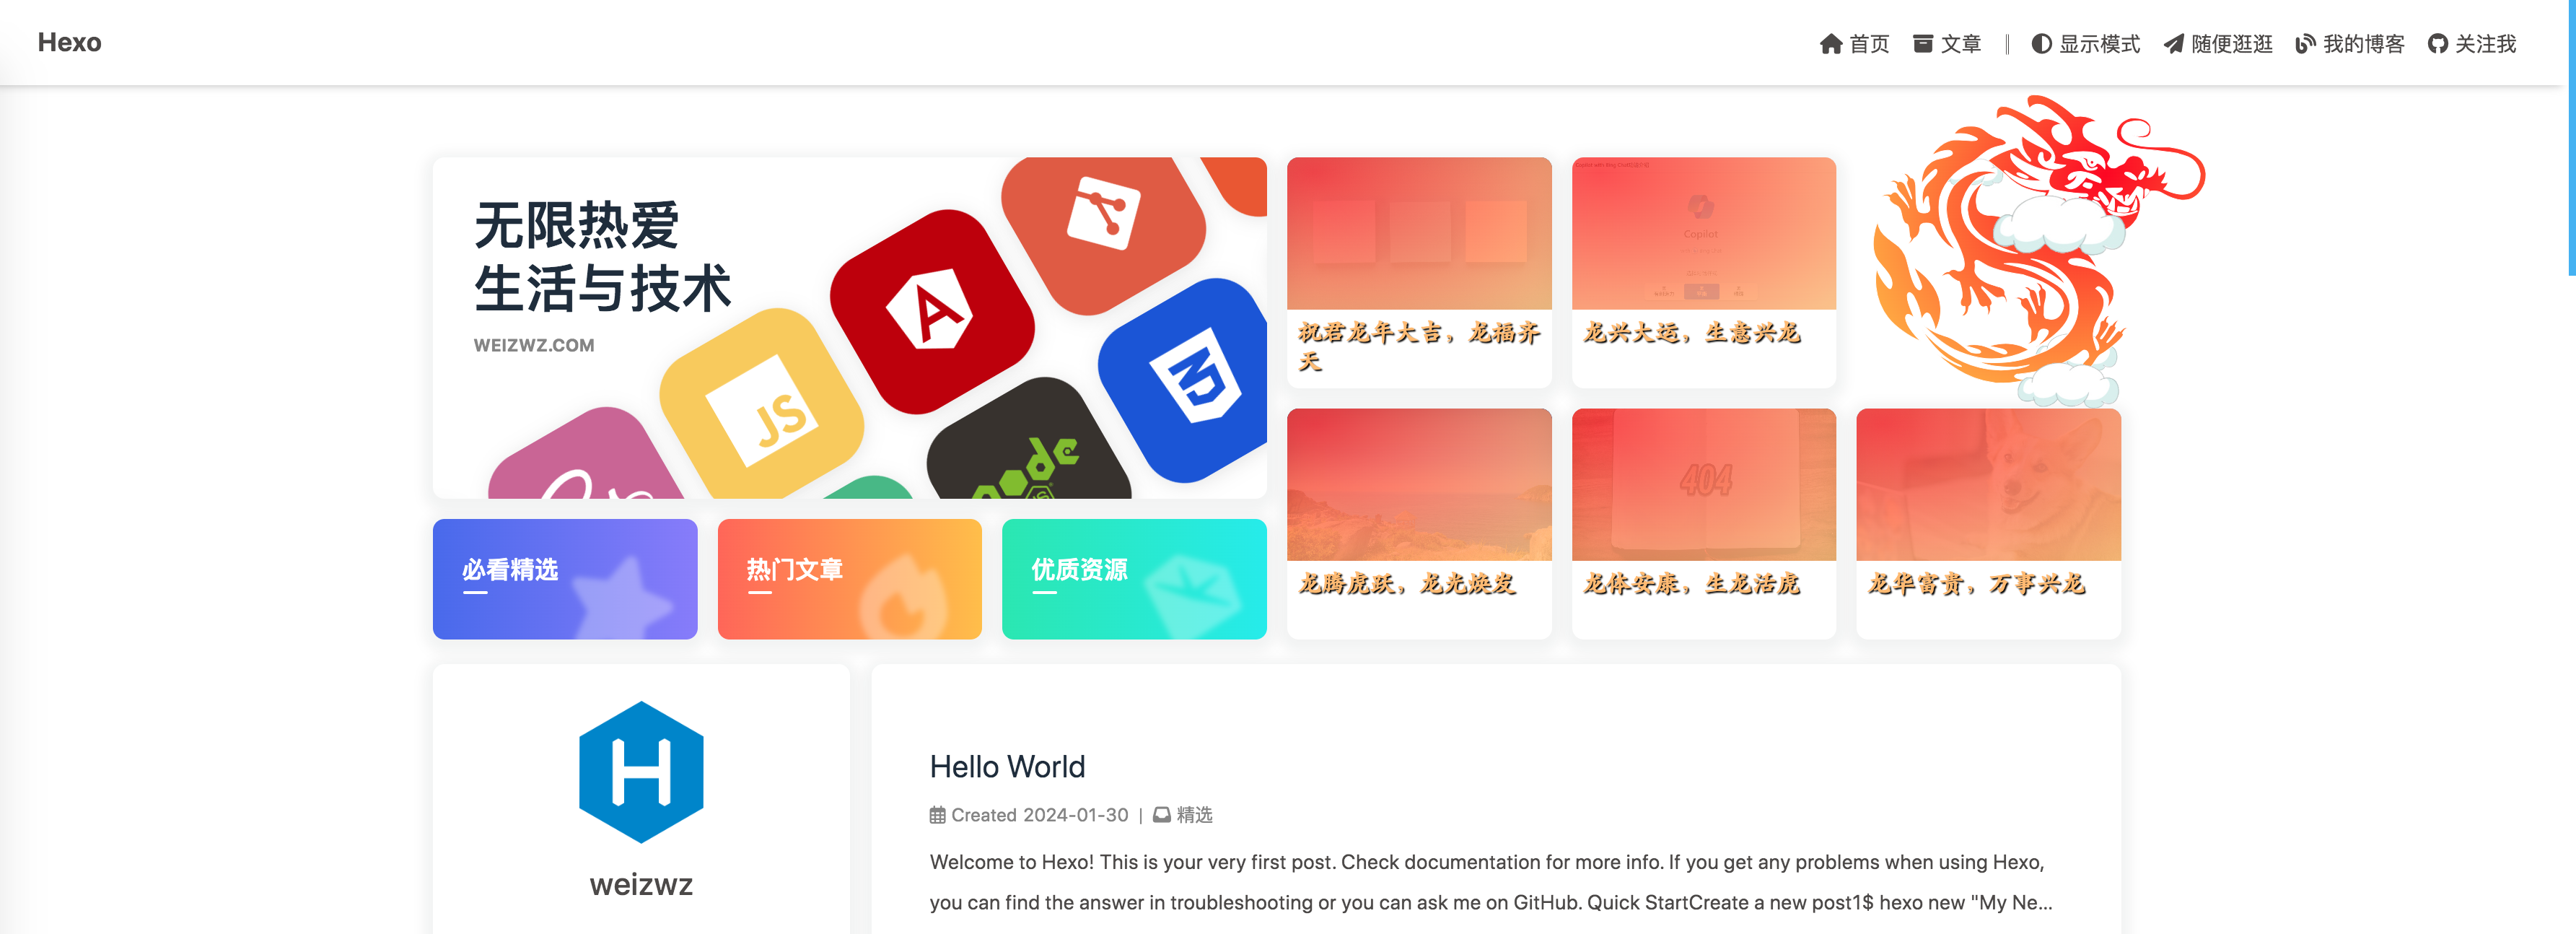 Hexo
首页 文章 显示模式 随便逛逛 我的博客 关注我
无限热爱
生活与技术
WEIZWZ.COM
JS
node
JS
Copilot
祝君龙年大吉，龙福齐
天
龙兴大运，生意兴龙
404
龙腾虎跃，龙光焕发
龙体安康，生龙活虎
龙华富贵，万事兴龙
必看精选
热门文章
优质资源
weizwz
Hello World
Created 2024-01-30 | 精选
Welcome to Hexo! This is your very first post. Check documentation for more info. If you get any problems when using Hexo,
you can find the answer in troubleshooting or you can ask me on GitHub. Quick StartCreate a new post1$ hexo new "My Ne...